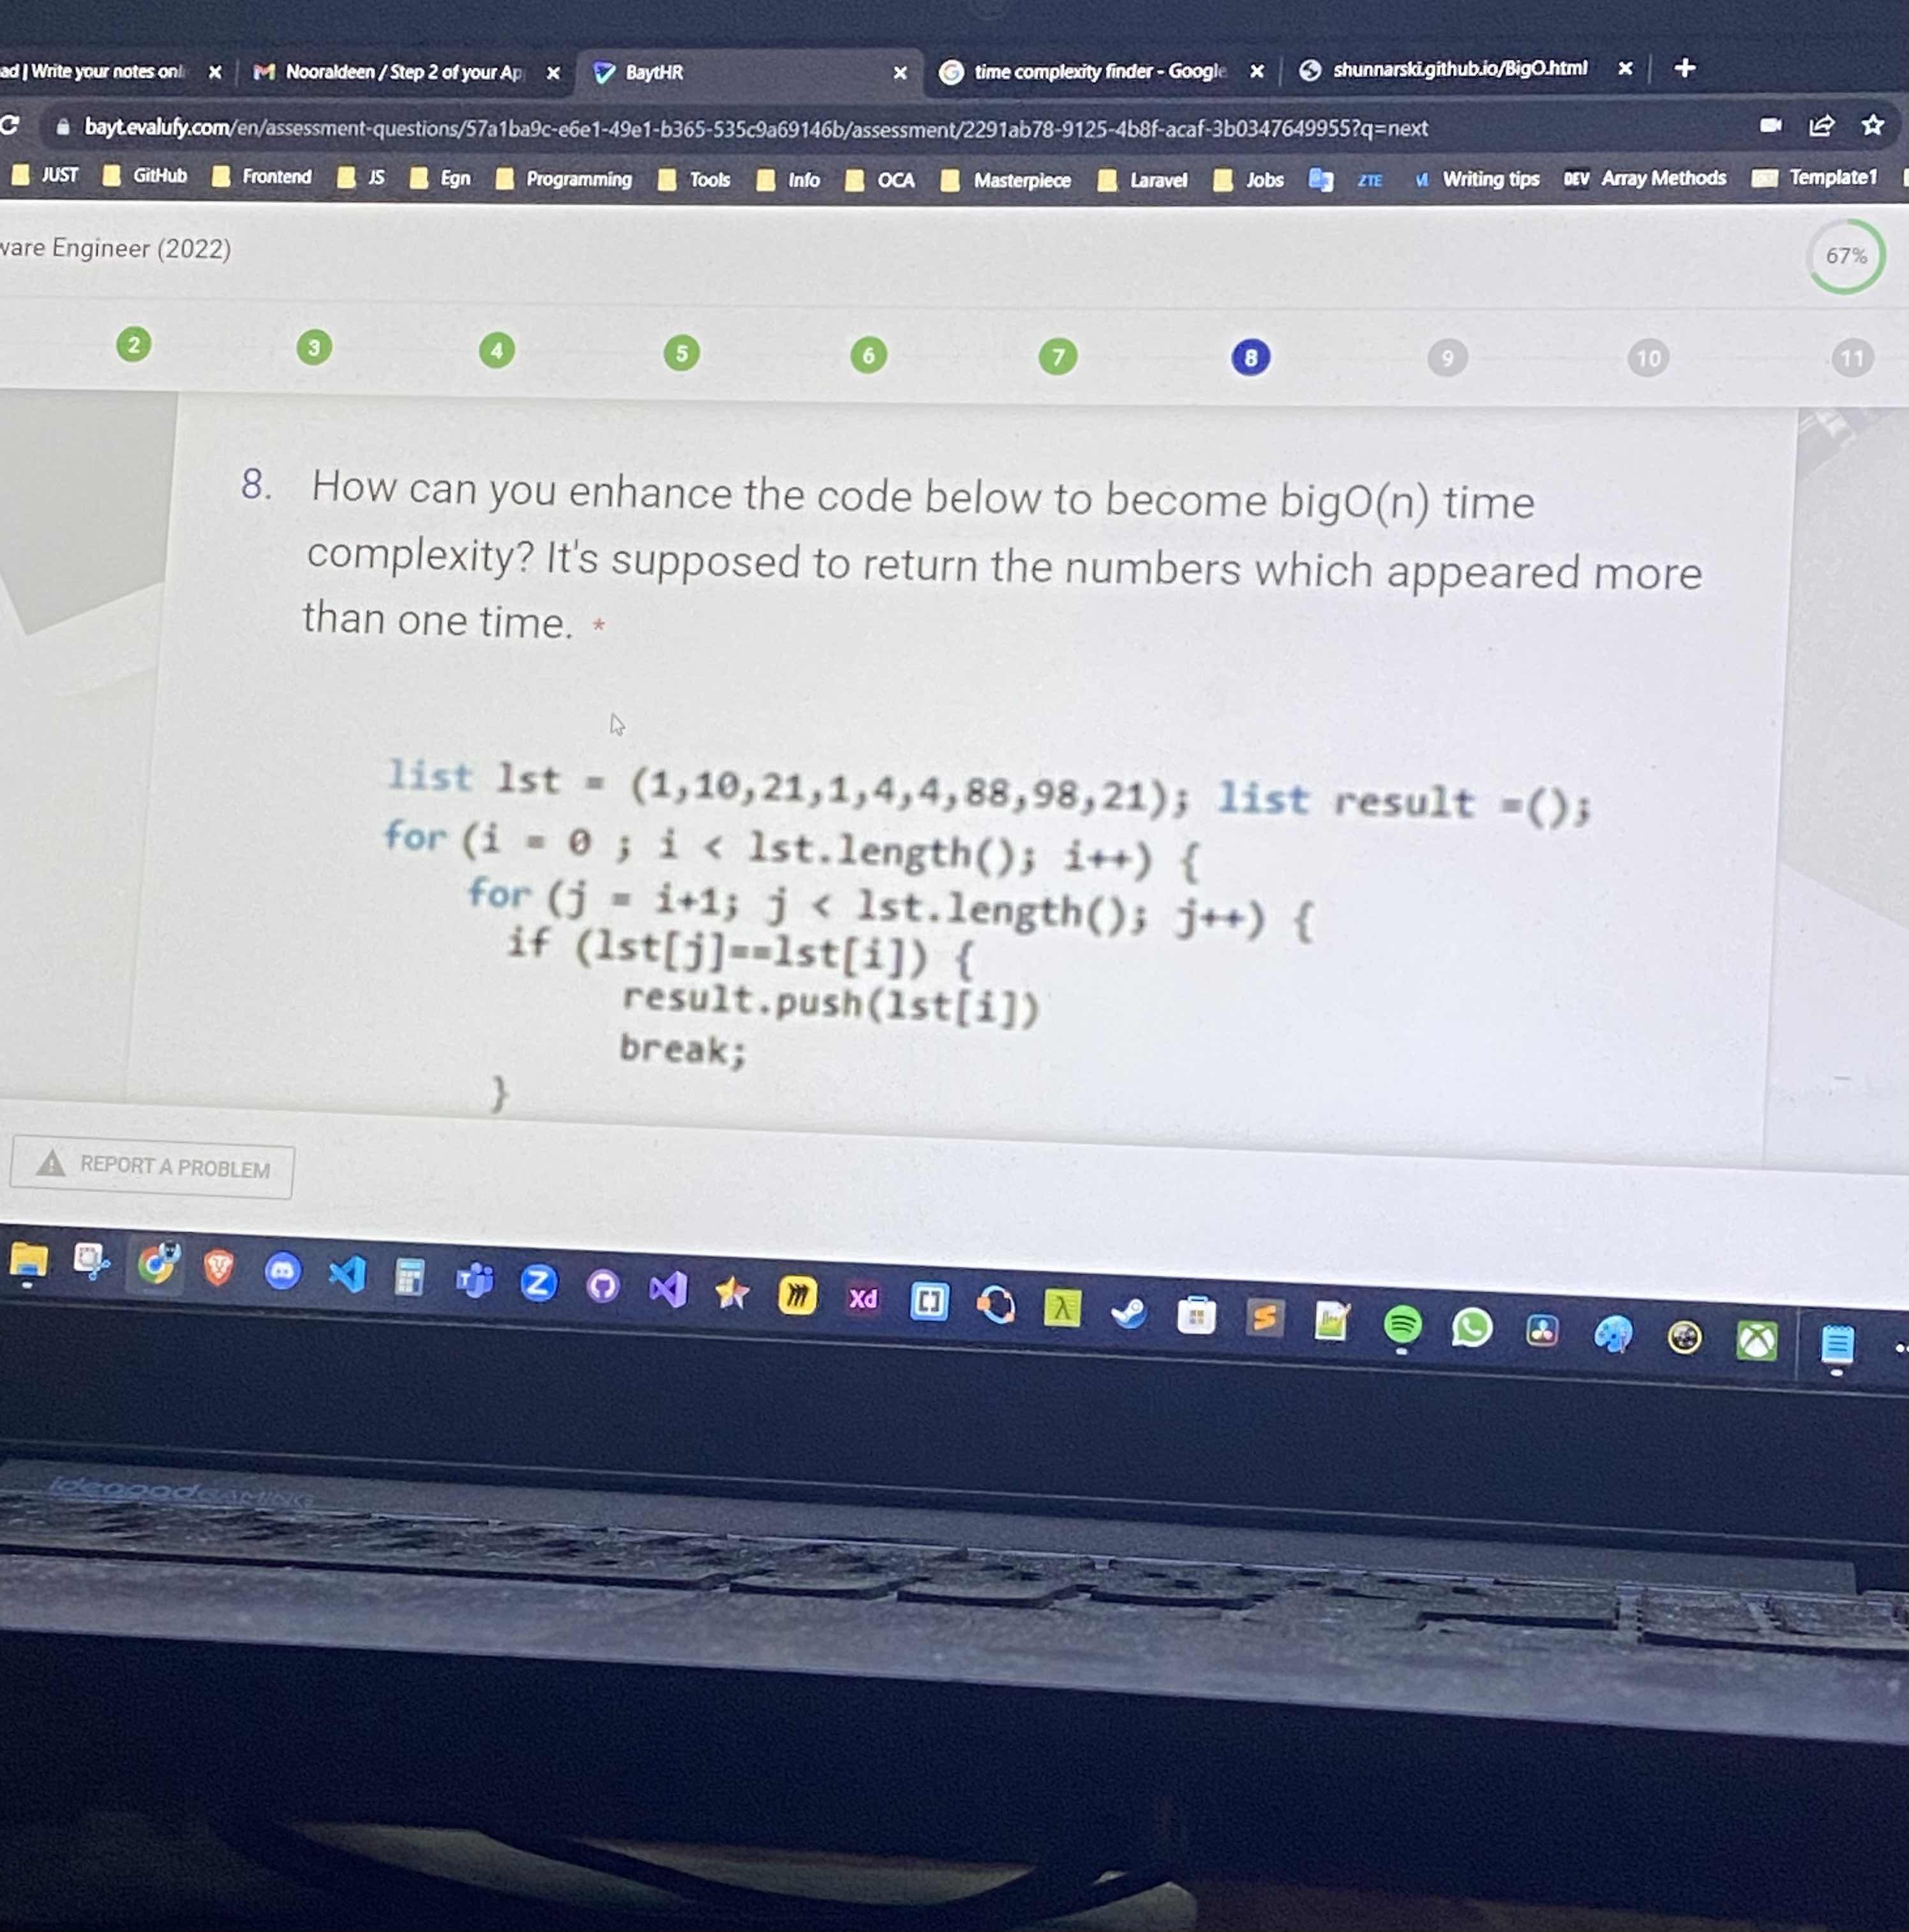 ad | Write your notes onl
Nooraldeen / Step 2 of your Ap
BaytHR
time complexity finder - Google
shunnarski.github.io/BigO.html
bayt.evalufy.com/en/assessment-questions/57a1ba9c-e6e1-49e1-b365-535c9a69146b/assessment/2291ab78-9125-4b8f-acaf-3b0347649955?q=next
JUST GitHub Frontend JS Egn Programming Tools Info OCA Masterpiece Laravel Jobs ZTE Writing tips DEV Array Methods Template1
ware Engineer (2022)
67%
2 3 4 5 6 7 8 9 10 11
8. How can you enhance the code below to become bigO(n) time
complexity? It's supposed to return the numbers which appeared more
than one time. *
list lst = (1,10,21,1,4,4,88,98,21); list result =();
for (i = 0 ; i < lst.length(); i++) {
for (j = i+1; j < lst.length(); j++) {
if (lst[j]==lst[i]) {
result.push(lst[i])
break;
}
REPORT A PROBLEM
Xd
ideapad GAMING